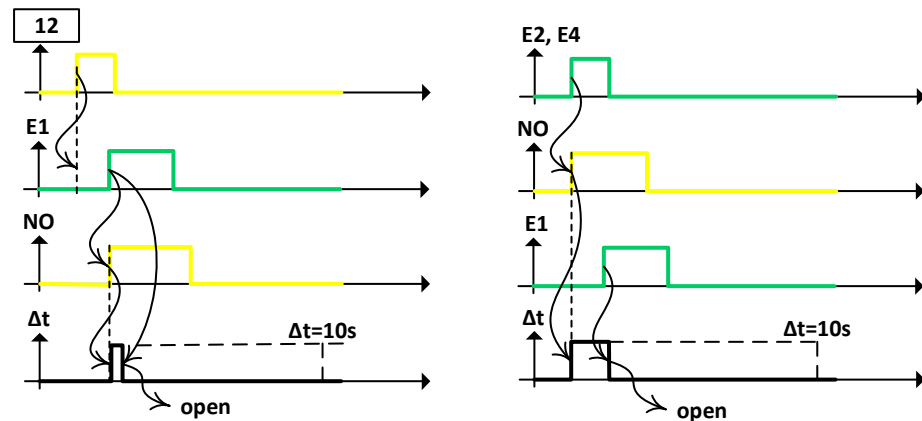 12
E1
NO
Δt
Δt=10s
open
E2, E4
NO
E1
Δt
Δt=10s
open